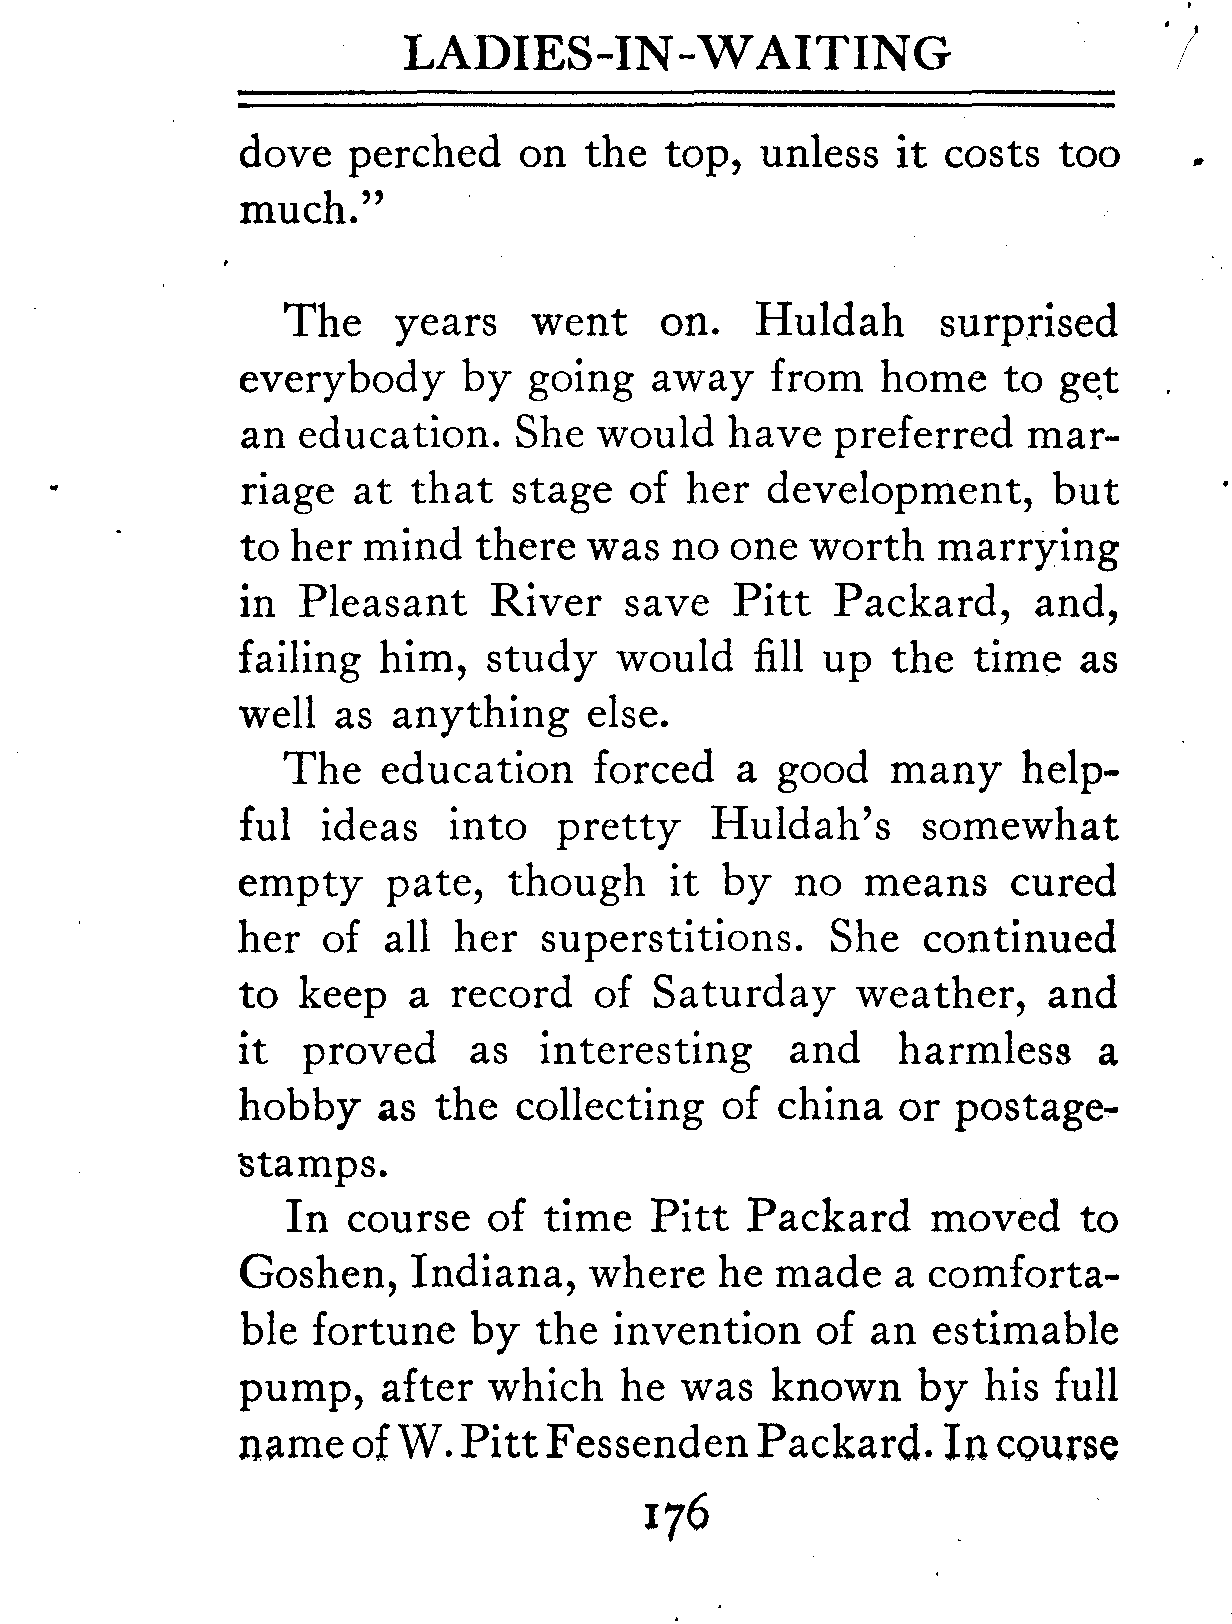 LADIES-IN-WAITING
dove perched on the top, unless it costs too
much.”
The years went on. Huldah surprised
everybody by going away from home to get
an education. She would have preferred mar-
riage at that stage of her development, but
to her mind there was no one worth marrying
in Pleasant River save Pitt Packard, and,
failing him, study would fill up the time as
well as anything else.
The education forced a good many help-
ful ideas into pretty Huldah’s somewhat
empty pate, though it by no means cured
her of all her superstitions. She continued
to keep a record of Saturday weather, and
it proved as interesting and harmless a
hobby as the collecting of china or postage-
stamps.
In course of time Pitt Packard moved to
Goshen, Indiana, where he made a comforta-
ble fortune by the invention of an estimable
pump, after which he was known by his full
name of W. Pitt Fessenden Packard. In course
176